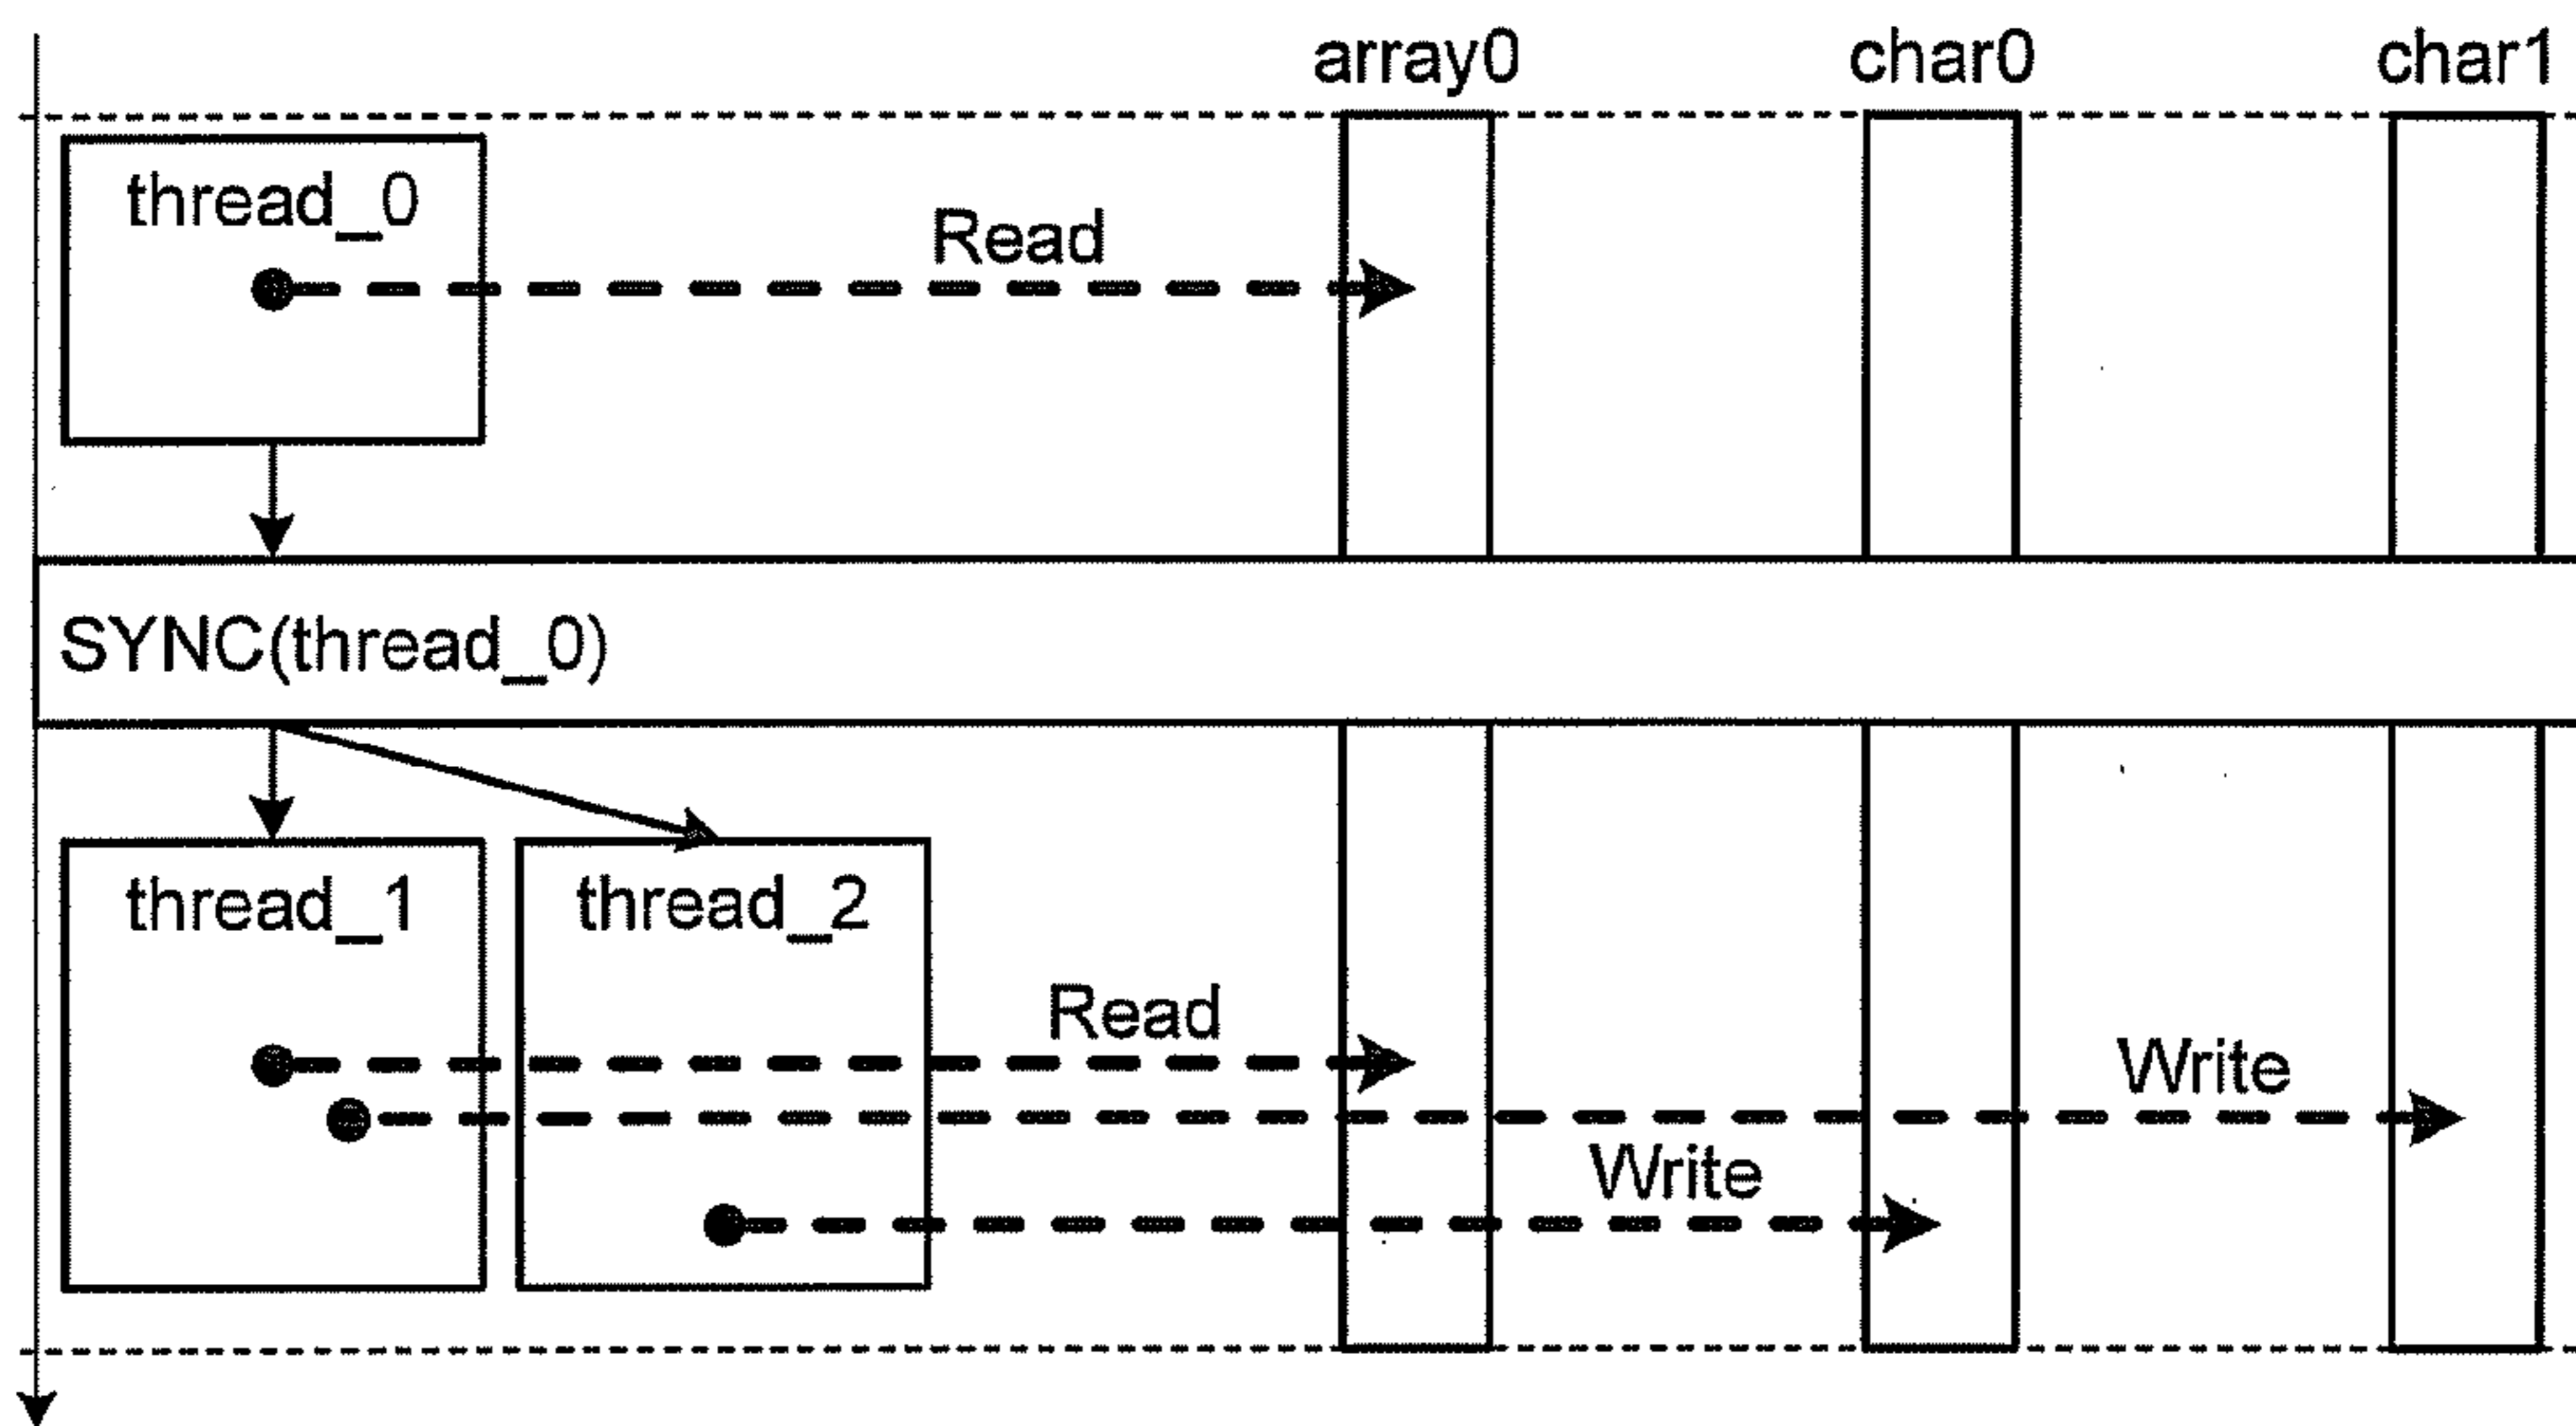 array0 char0 char1
thread_0
Read
SYNC(thread_0)
thread_1 thread_2
Read
Write
Write